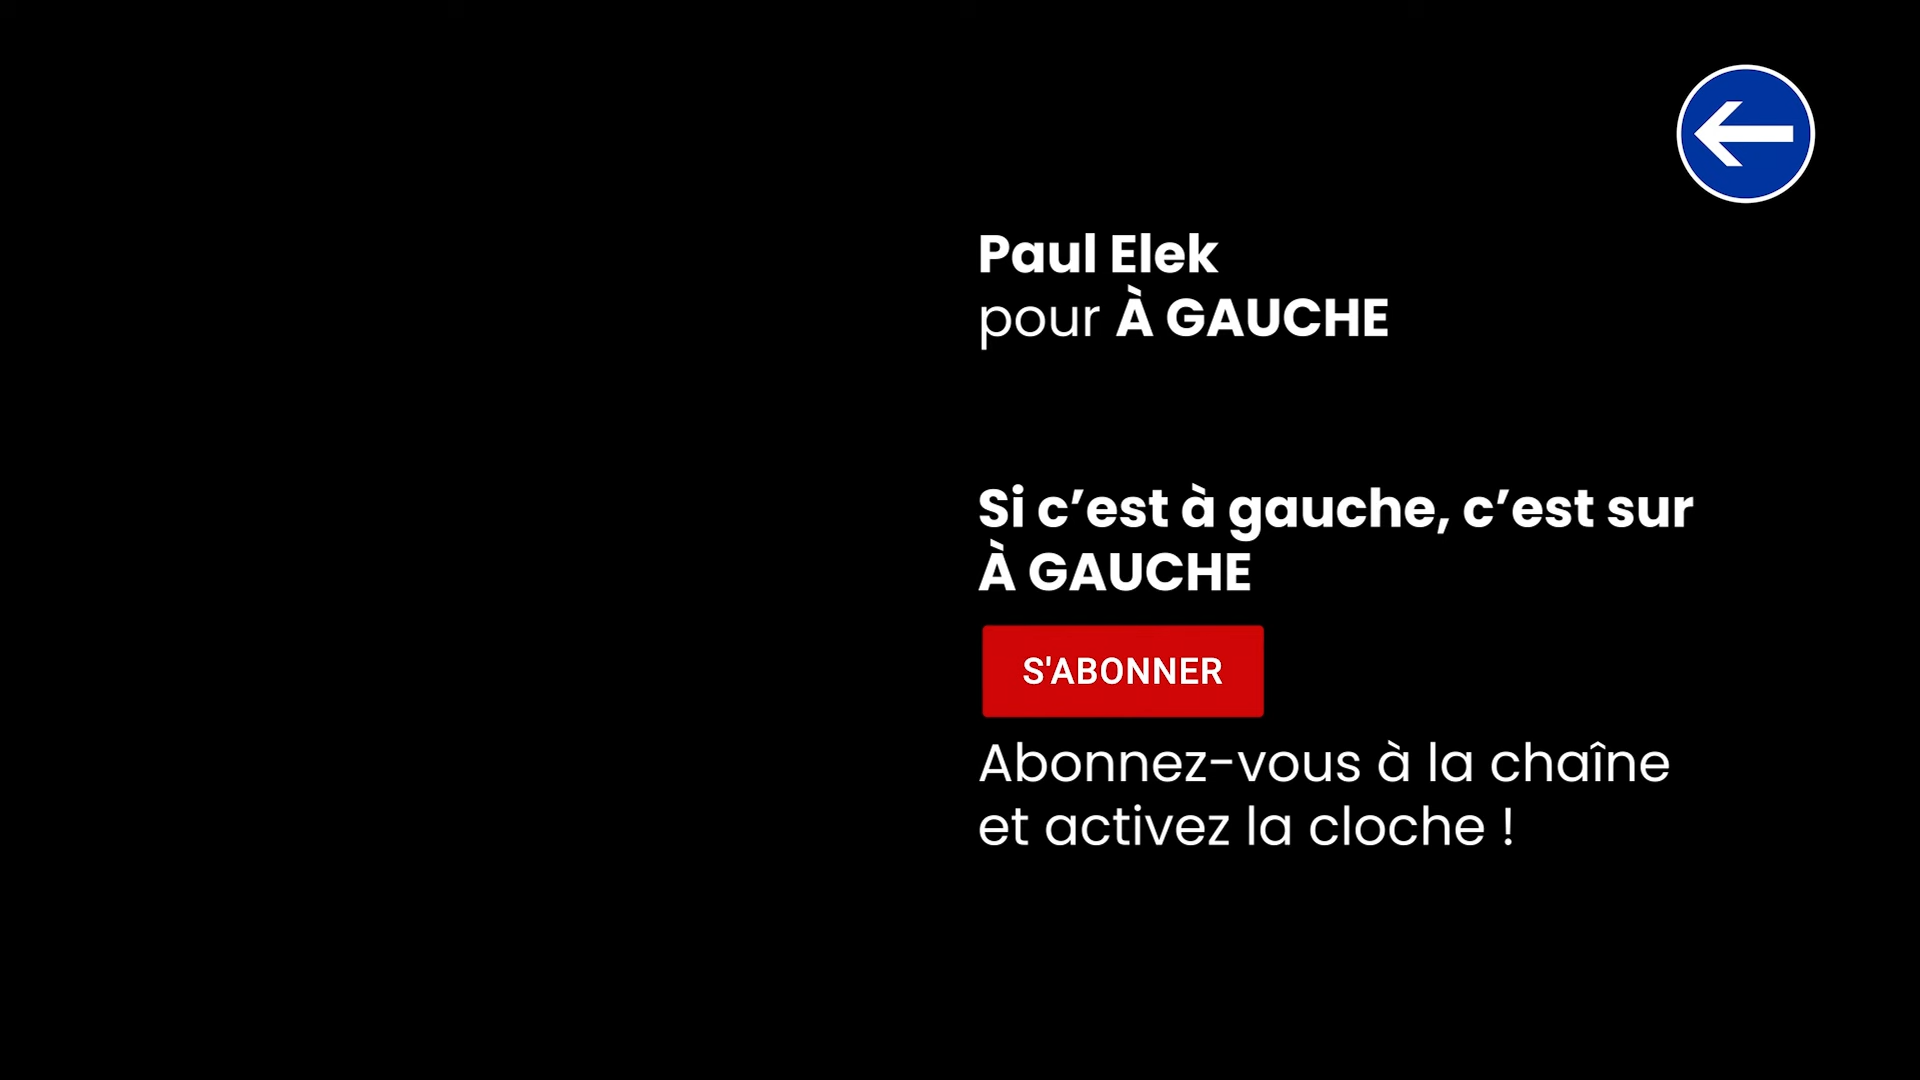 Paul Elek
pour À GAUCHE
Si c’est à gauche, c’est sur
À GAUCHE
S'ABONNER
Abonnez-vous à la chaîne
et activez la cloche !